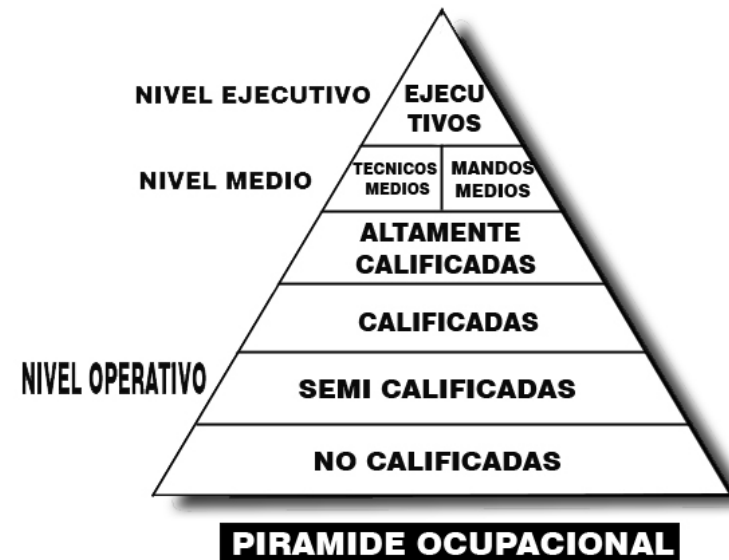 NIVEL EJECUTIVO
EJECU
TIVOS
NIVEL MEDIO
TECNICOS
MEDIOS
MANDOS
MEDIOS
ALTAMENTE
CALIFICADAS
CALIFICADAS
NIVEL OPERATIVO
SEMI CALIFICADAS
NO CALIFICADAS
PIRAMIDE OCUPACIONAL